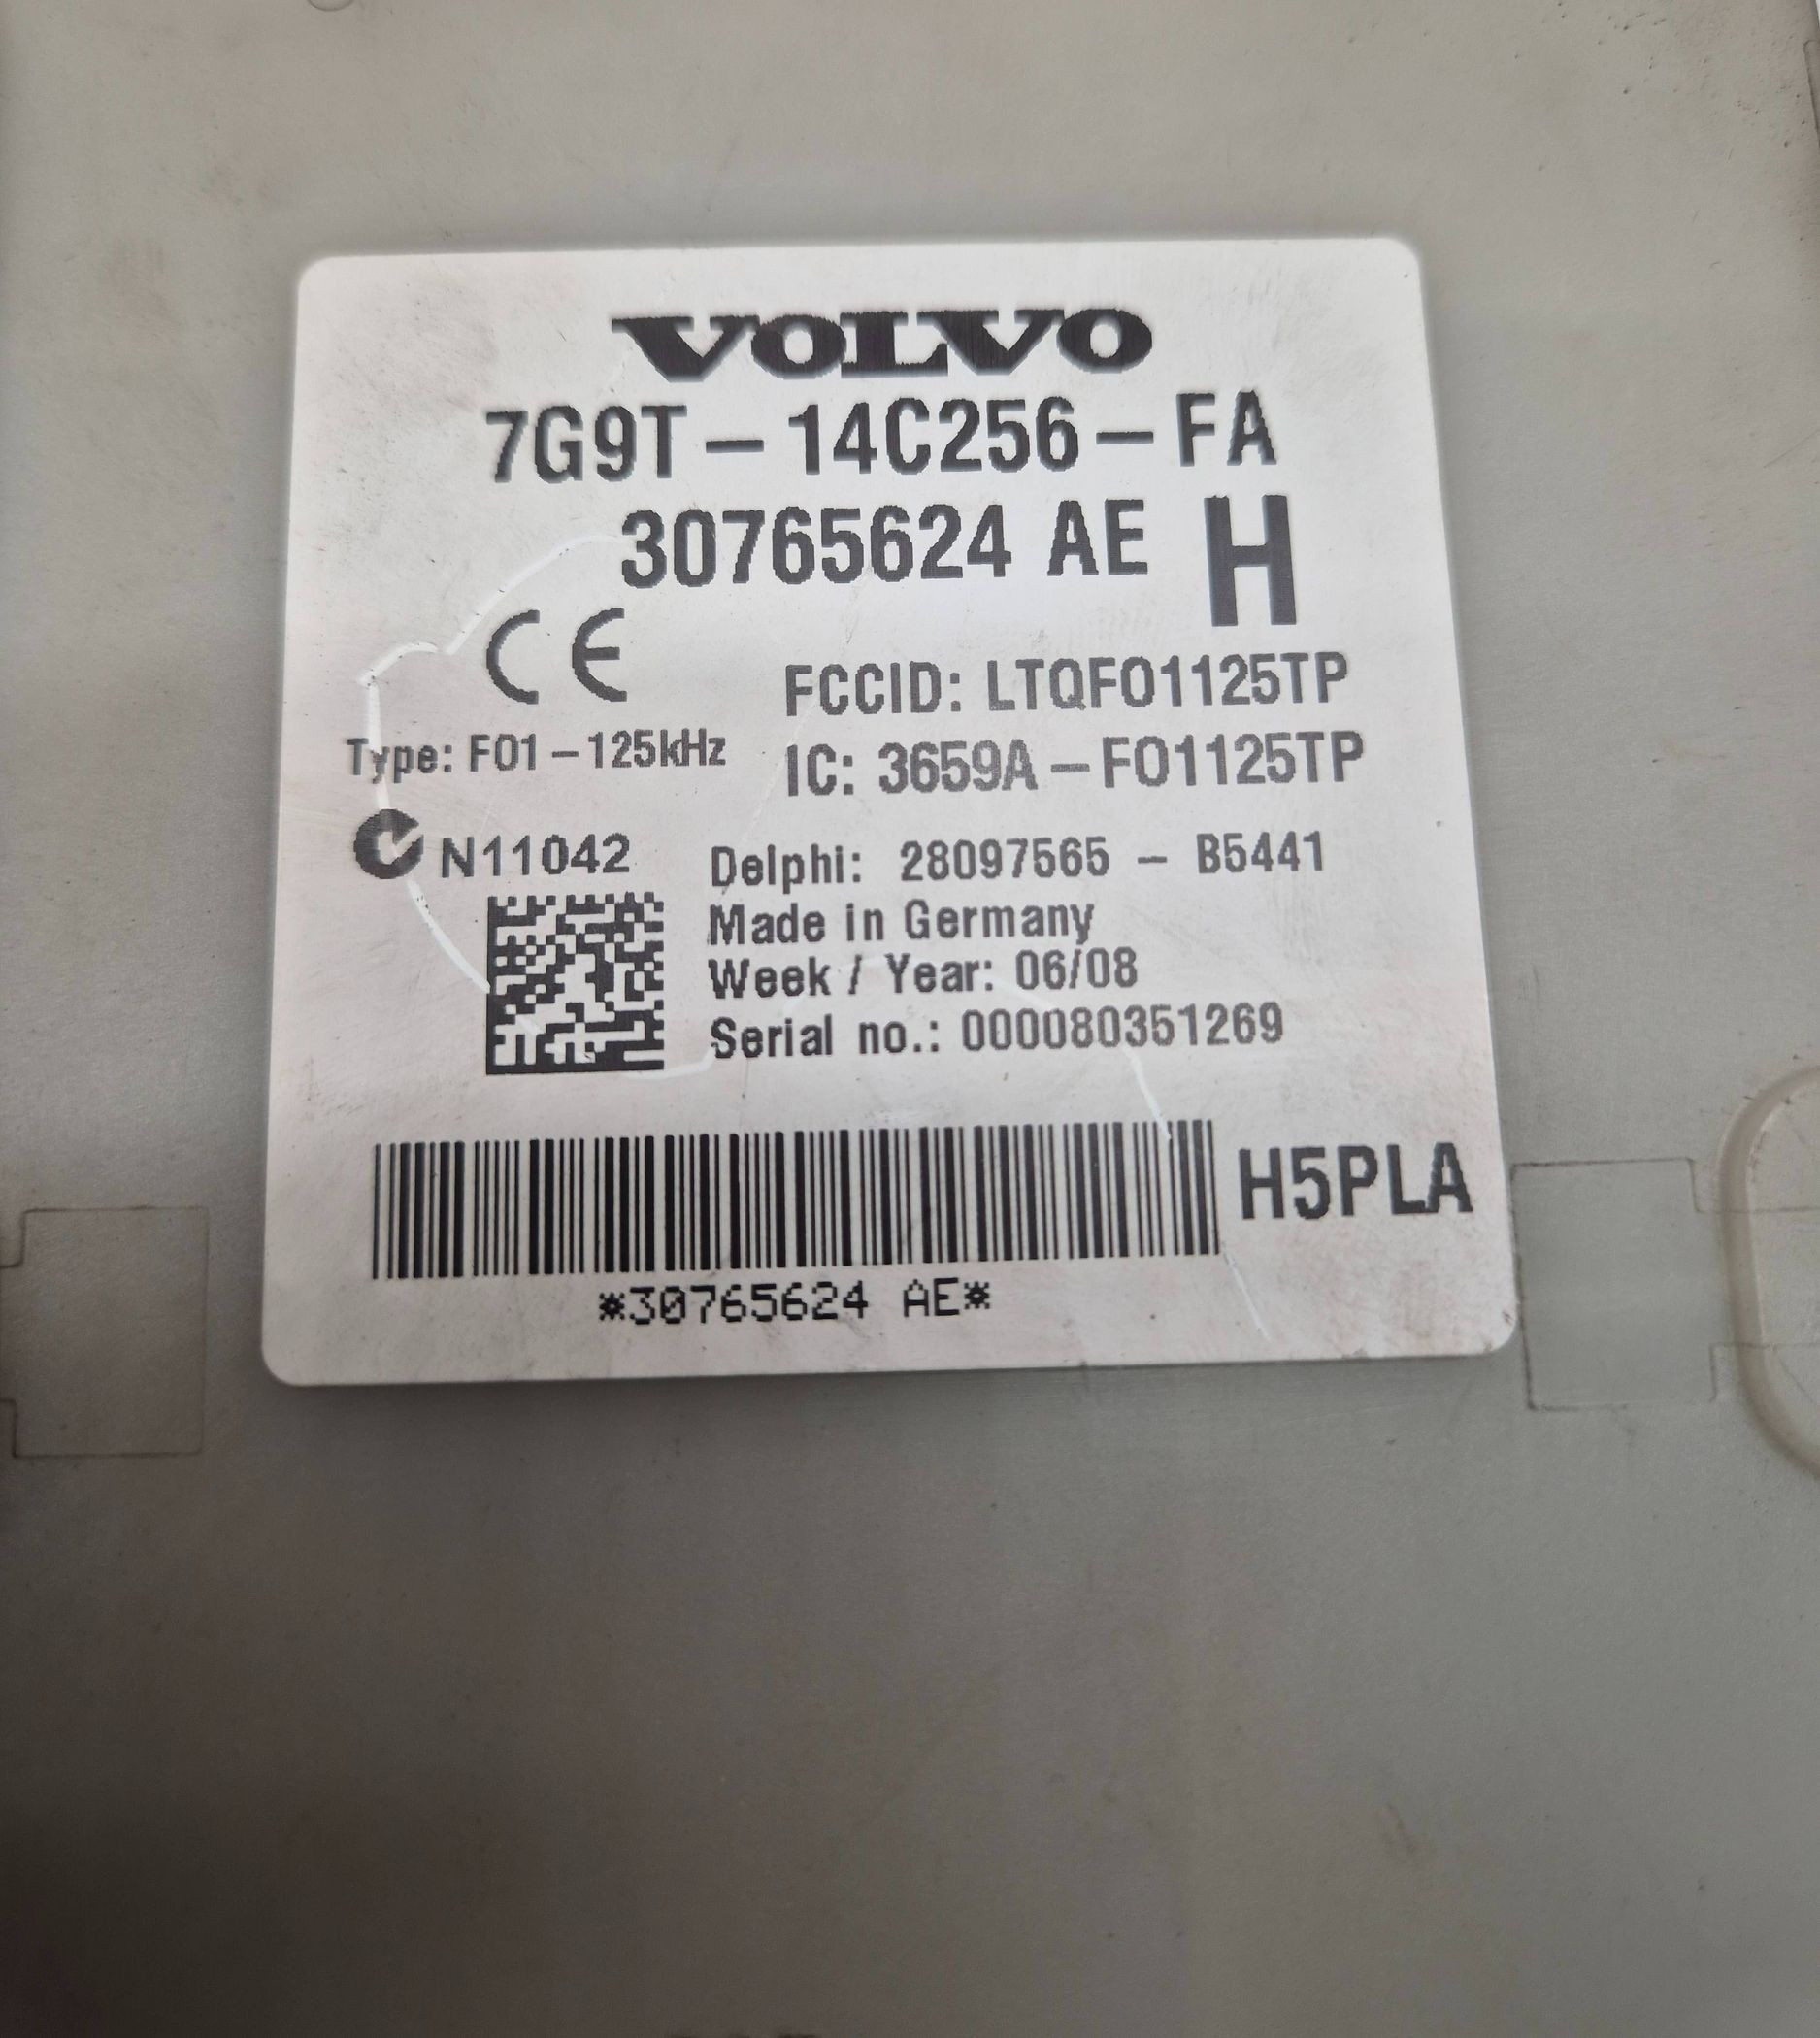 VOLVO
7G9T-14C256-FA
30765624 AE H
CE
FCCID: LTQFO1125TP
Type: FO1-125kHz
IC: 3659A-FO1125TP
N11042
Delphi: 28097565 - B5441
Made in Germany
Week / Year: 06/08
Serial no.: 000080351269
H5PLA
*30765624 AE*